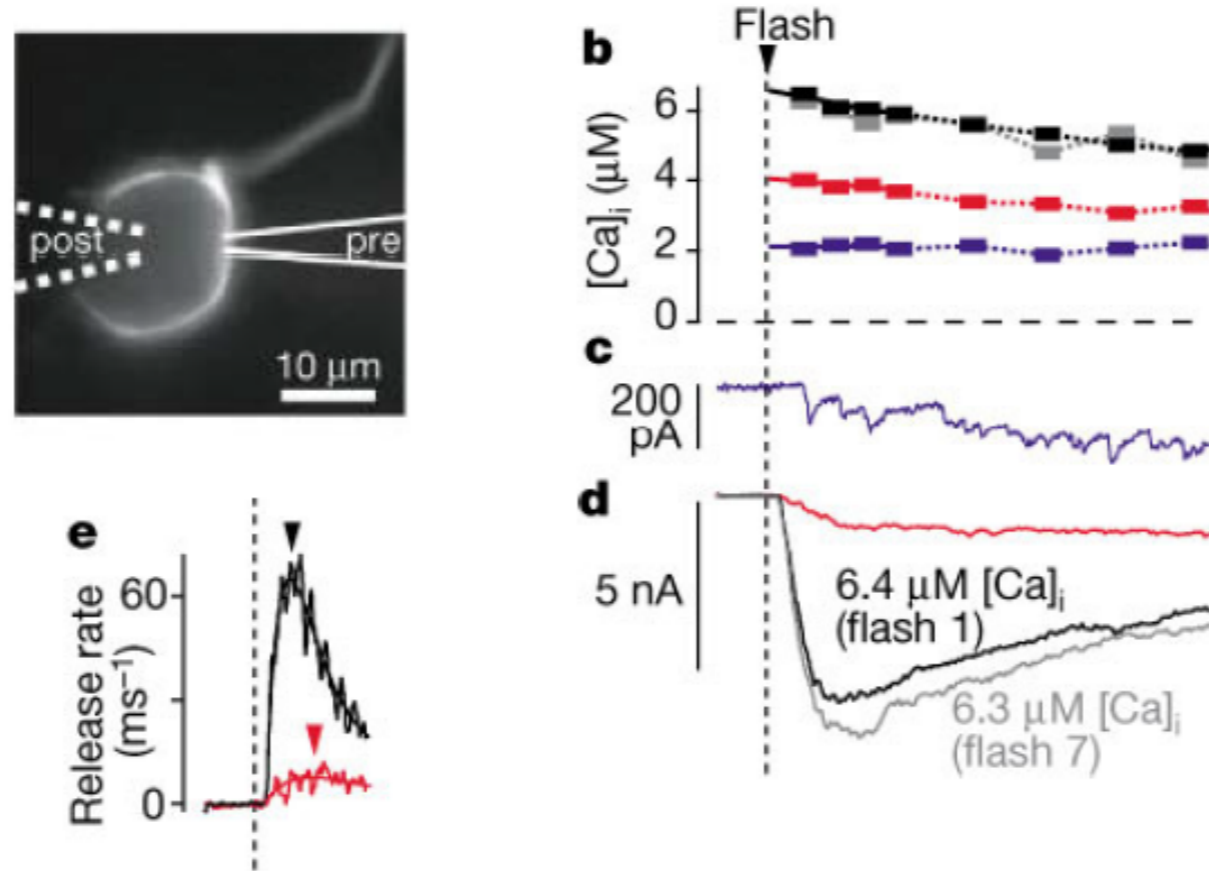 post
pre
10 μm
b
Flash
[Ca]i (μM)
6
4
2
0
c
200
pA
d
5 nA
6.4 μM [Ca]i
(flash 1)
6.3 μM [Ca]i
(flash 7)
e
Release rate
(ms⁻¹)
60
0